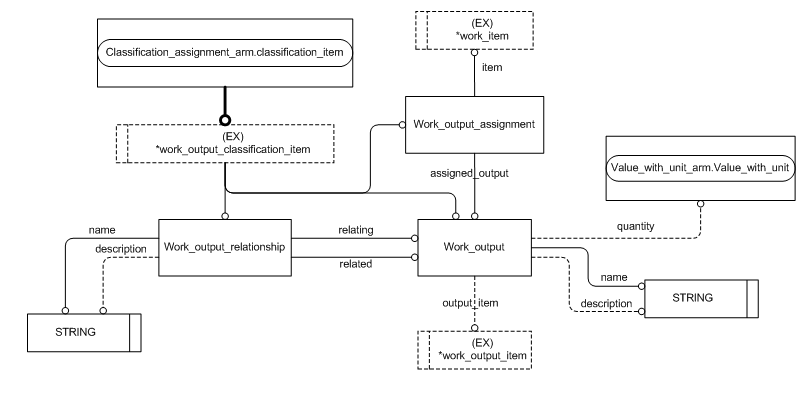 (EX)
*work_item
Classification_assignment_arm.classification_item
item
(EX)
*work_output_classification_item
Work_output_assignment
assigned_output
Value_with_unit_arm.Value_with_unit
name
description
Work_output_relationship
relating
related
Work_output
quantity
name
description
STRING
output_item
STRING
(EX)
*work_output_item